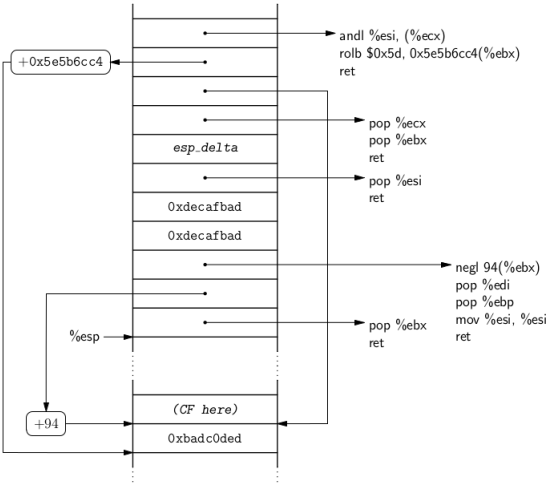 andl %esi, (%ecx)
rolb $0x5d, 0x5e5b6cc4(%ebx)
ret
+0x5e5b6cc4
pop %ecx
pop %ebx
ret
esp_delta
pop %esi
ret
0xdecafbad
0xdecafbad
negl 94(%ebx)
pop %edi
pop %ebp
mov %esi, %esi
ret
%esp
pop %ebx
ret
(CF here)
+94
0xbadc0ded